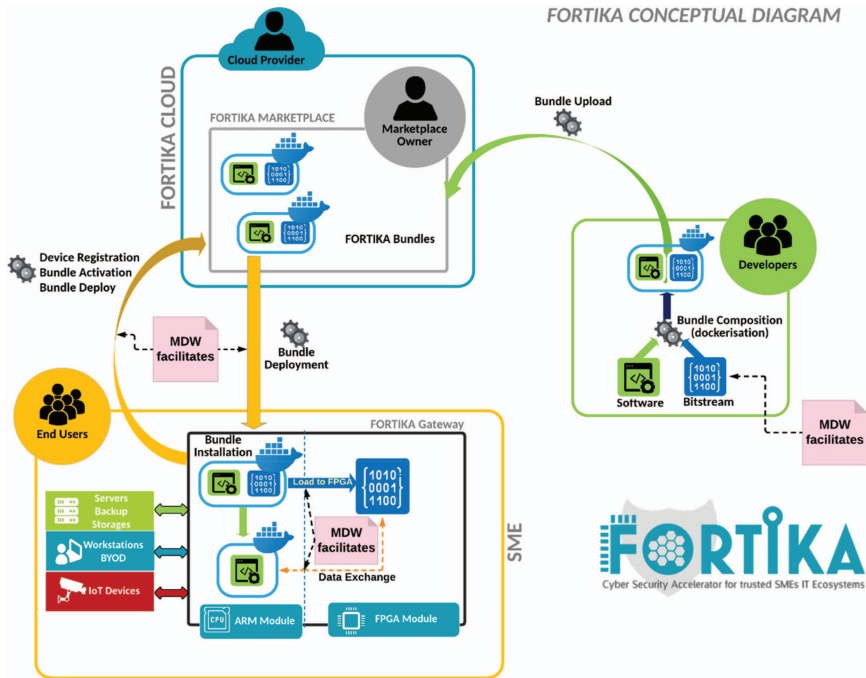 FORTIKA CONCEPTUAL DIAGRAM
Cloud Provider
FORTIKA CLOUD
FORTIKA MARKETPLACE
Marketplace
Owner
1010
0001
1100
1010
0001
1100
FORTIKA Bundles
Bundle Upload
Developers
1010
0001
1100
Bundle Composition
(dockerisation)
1010
0001
1100
Software
Bitstream
MDW
facilitates
Device Registration
Bundle Activation
Bundle Deploy
MDW
facilitates
Bundle
Deployment
End Users
SME
FORTIKA Gateway
Bundle
Installation
1010
0001
1100
Load to FPGA
1010
0001
1100
MDW
facilitates
Data Exchange
Servers
Backup
Storages
Workstations
BYOD
IoT Devices
CPU
ARM Module
FPGA Module
FORTIKA
Cyber Security Accelerator for trusted SMEs IT Ecosystems